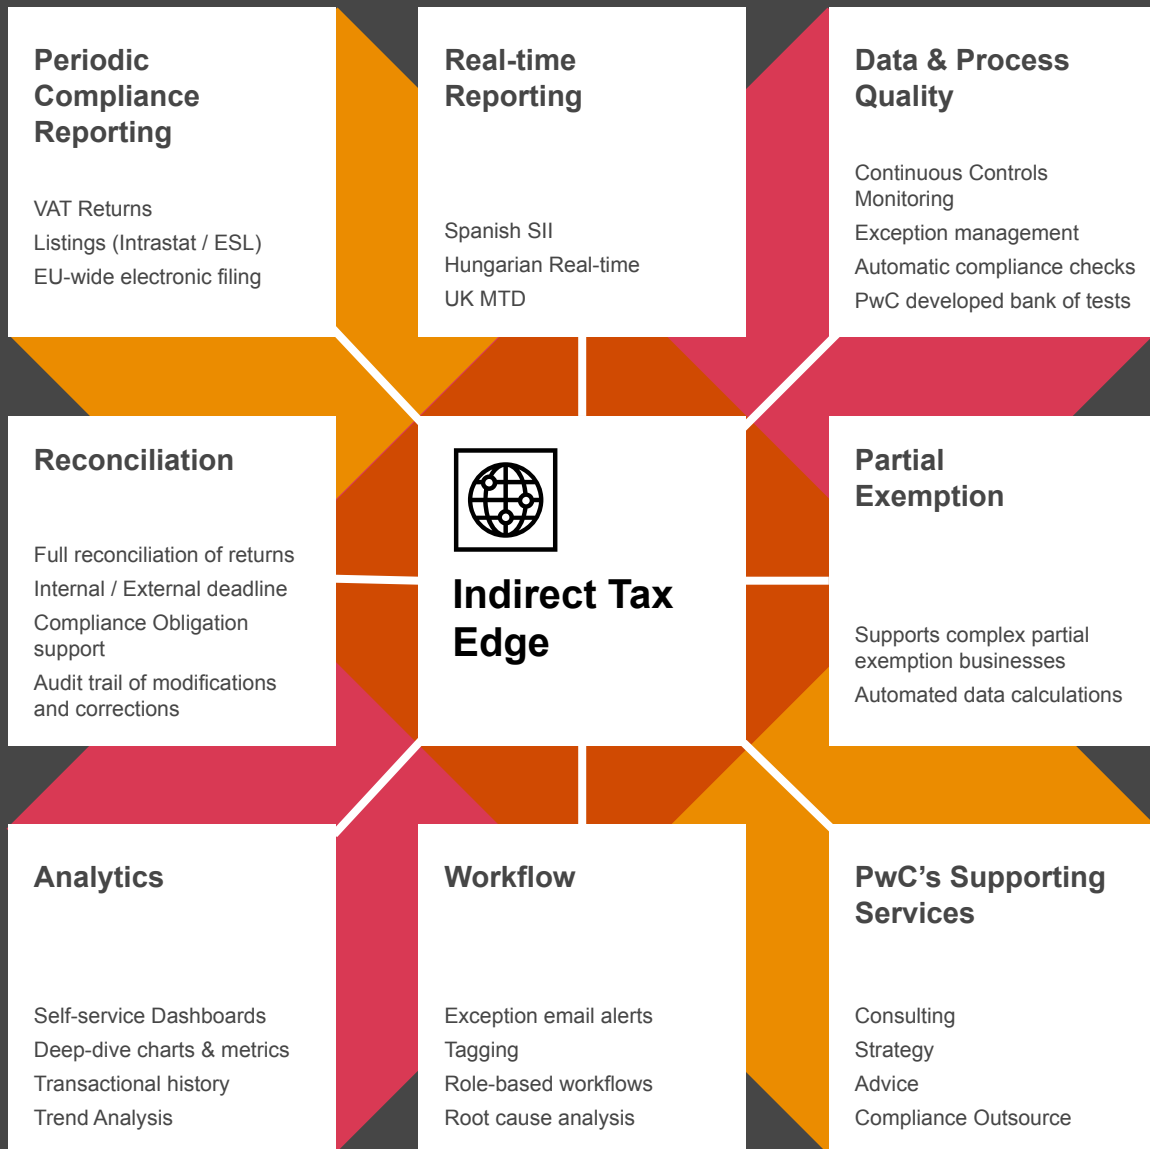 Periodic
Compliance
Reporting
VAT Returns
Listings (Intrastat / ESL)
EU-wide electronic filing
Real-time
Reporting
Spanish SII
Hungarian Real-time
UK MTD
Data & Process
Quality
Continuous Controls
Monitoring
Exception management
Automatic compliance checks
PwC developed bank of tests
Reconciliation
Full reconciliation of returns
Internal / External deadline
Compliance Obligation
support
Audit trail of modifications
and corrections
Indirect Tax
Edge
Partial
Exemption
Supports complex partial
exemption businesses
Automated data calculations
Analytics
Self-service Dashboards
Deep-dive charts & metrics
Transactional history
Trend Analysis
Workflow
Exception email alerts
Tagging
Role-based workflows
Root cause analysis
PwC’s Supporting
Services
Consulting
Strategy
Advice
Compliance Outsource